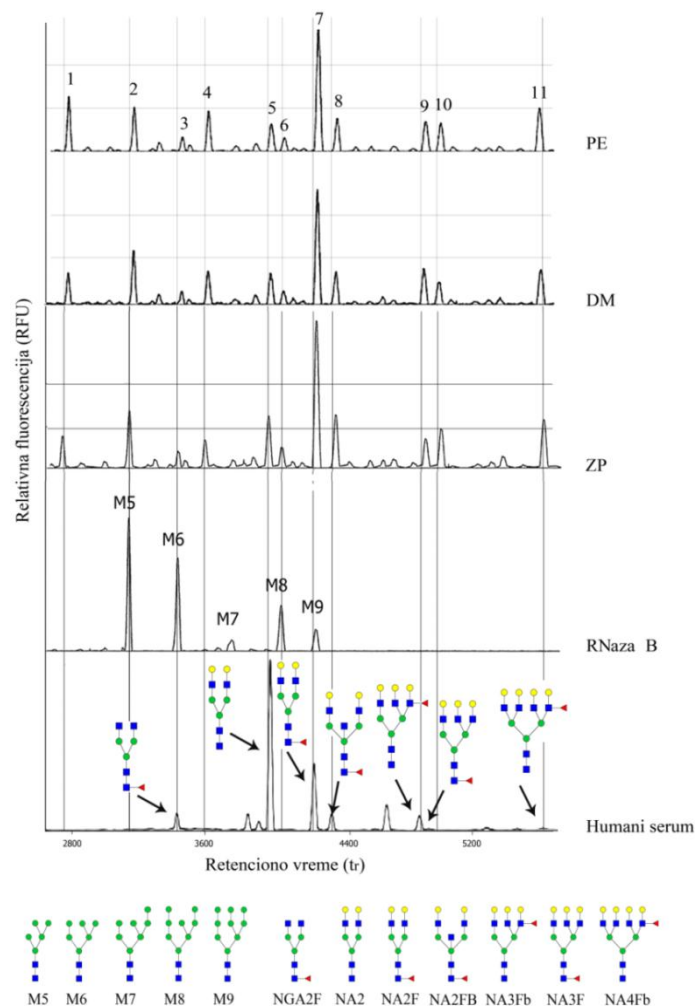 7
1
2
3
4
5
6
8
9
10
11
PE
DM
ZP
Relativna fluorescencija (RFU)
M5
M6
M7
M8
M9
RNaza B
Humani serum
2800 3600 4400 5200
Retenciono vreme (tr)
M5 M6 M7 M8 M9 NGA2F NA2 NA2F NA2FB NA3Fb NA3F NA4Fb